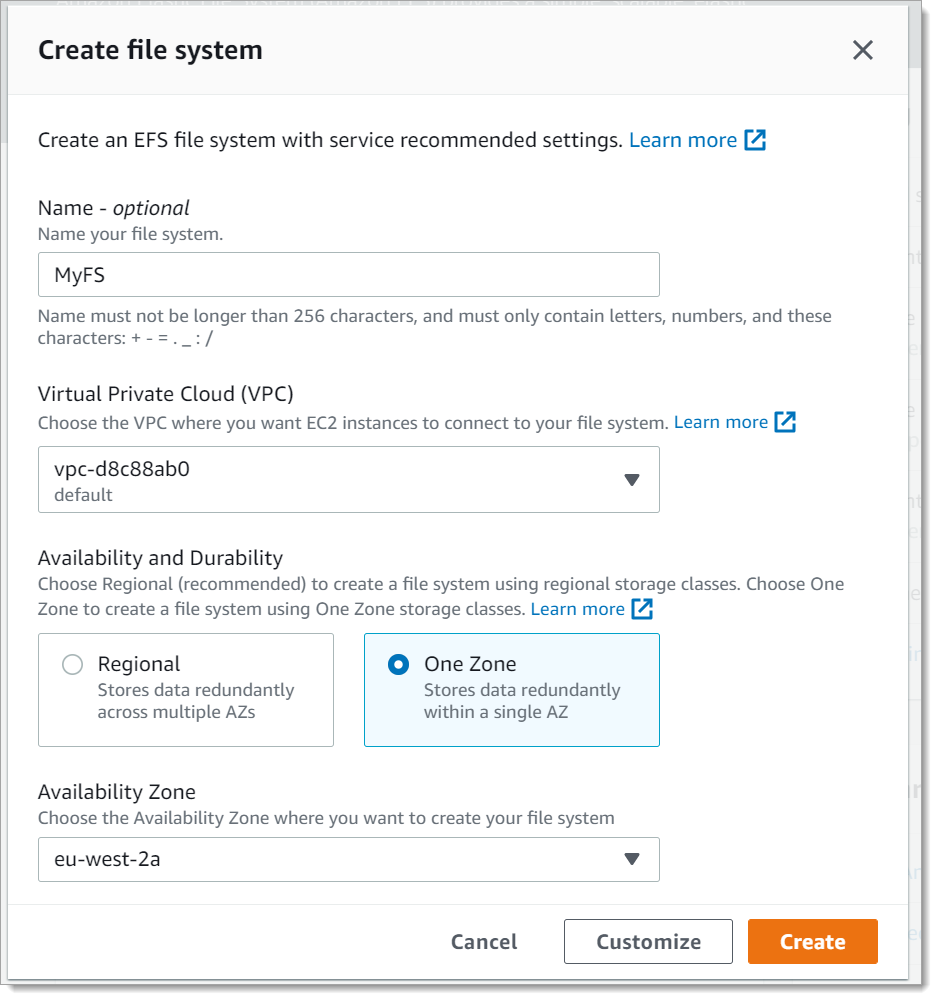 Create file system
Create an EFS file system with service recommended settings. Learn more
Name - optional
Name your file system.
MyFS
Name must not be longer than 256 characters, and must only contain letters, numbers, and these
characters: + - = . _ : /
Virtual Private Cloud (VPC)
Choose the VPC where you want EC2 instances to connect to your file system. Learn more
vpc-d8c88ab0
default
Availability and Durability
Choose Regional (recommended) to create a file system using regional storage classes. Choose One
Zone to create a file system using One Zone storage classes. Learn more
Regional
Stores data redundantly
across multiple AZs
One Zone
Stores data redundantly
within a single AZ
Availability Zone
Choose the Availability Zone where you want to create your file system
eu-west-2a
Cancel
Customize
Create